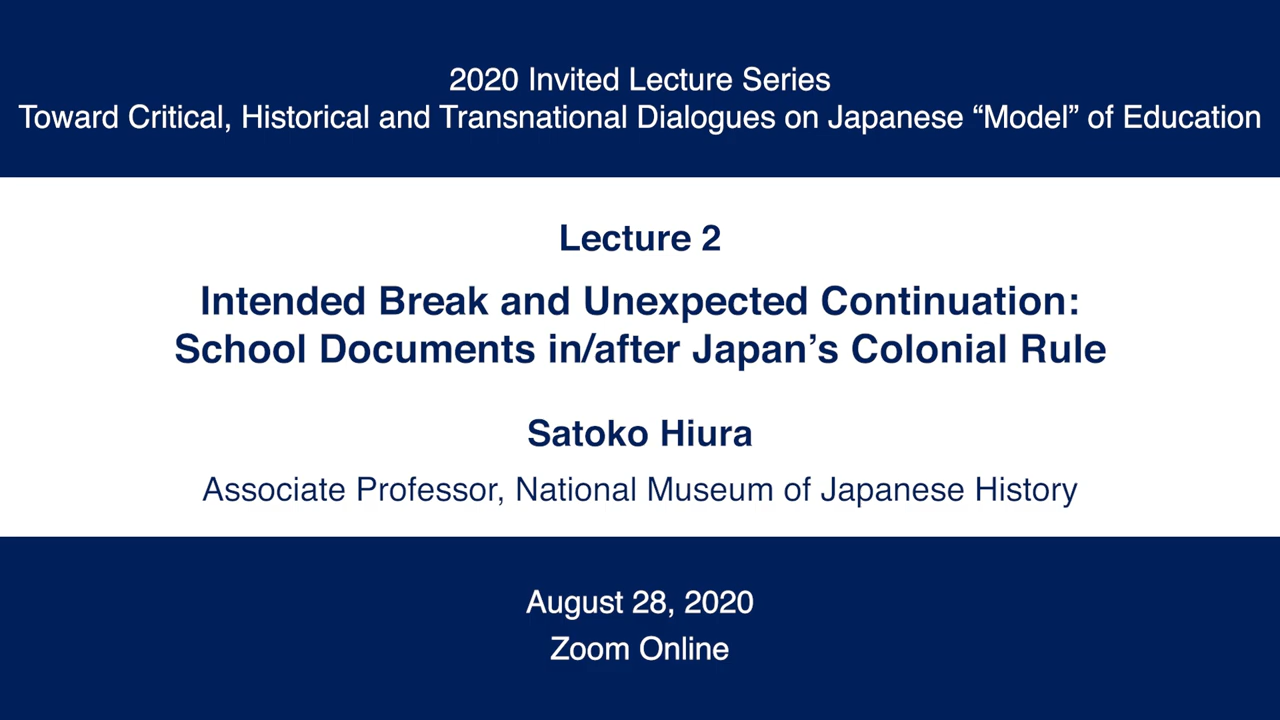 2020 Invited Lecture Series
Toward Critical, Historical and Transnational Dialogues on Japanese “Model” of Education
Lecture 2
Intended Break and Unexpected Continuation:
School Documents in/after Japan’s Colonial Rule
Satoko Hiura
Associate Professor, National Museum of Japanese History
August 28, 2020
Zoom Online